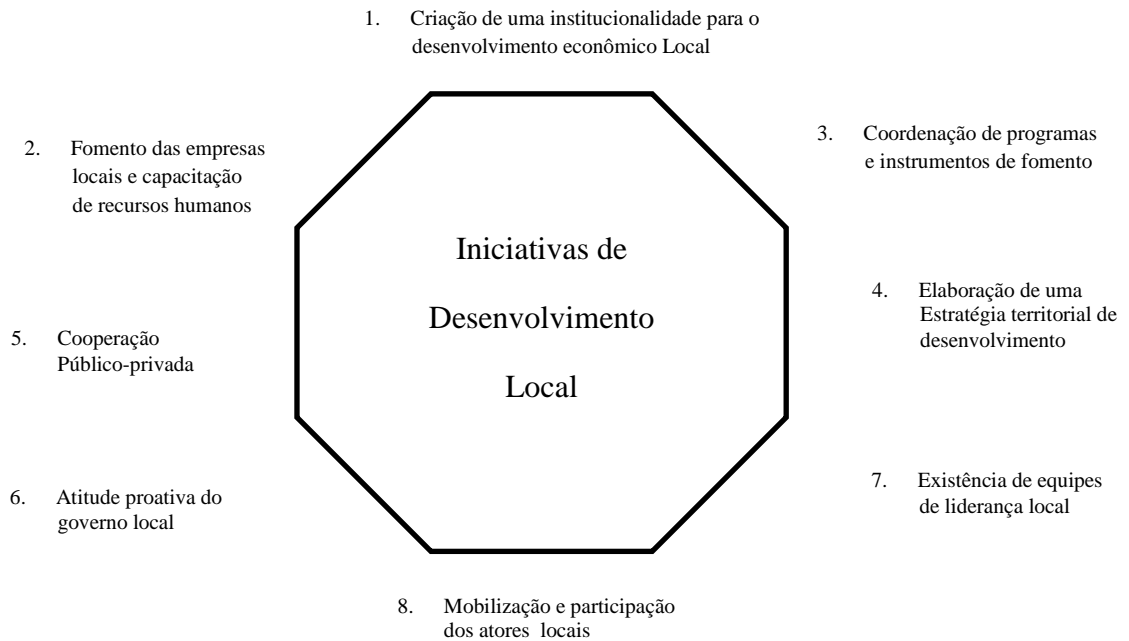 1. Criação de uma institucionalidade para o
desenvolvimento econômico Local
2. Fomento das empresas
locais e capacitação
de recursos humanos
3. Coordenação de programas
e instrumentos de fomento
Iniciativas de
Desenvolvimento
Local
4. Elaboração de uma
Estratégia territorial de
desenvolvimento
5. Cooperação
Público-privada
6. Atitude proativa do
governo local
7. Existência de equipes
de liderança local
8. Mobilização e participação
dos atores locais